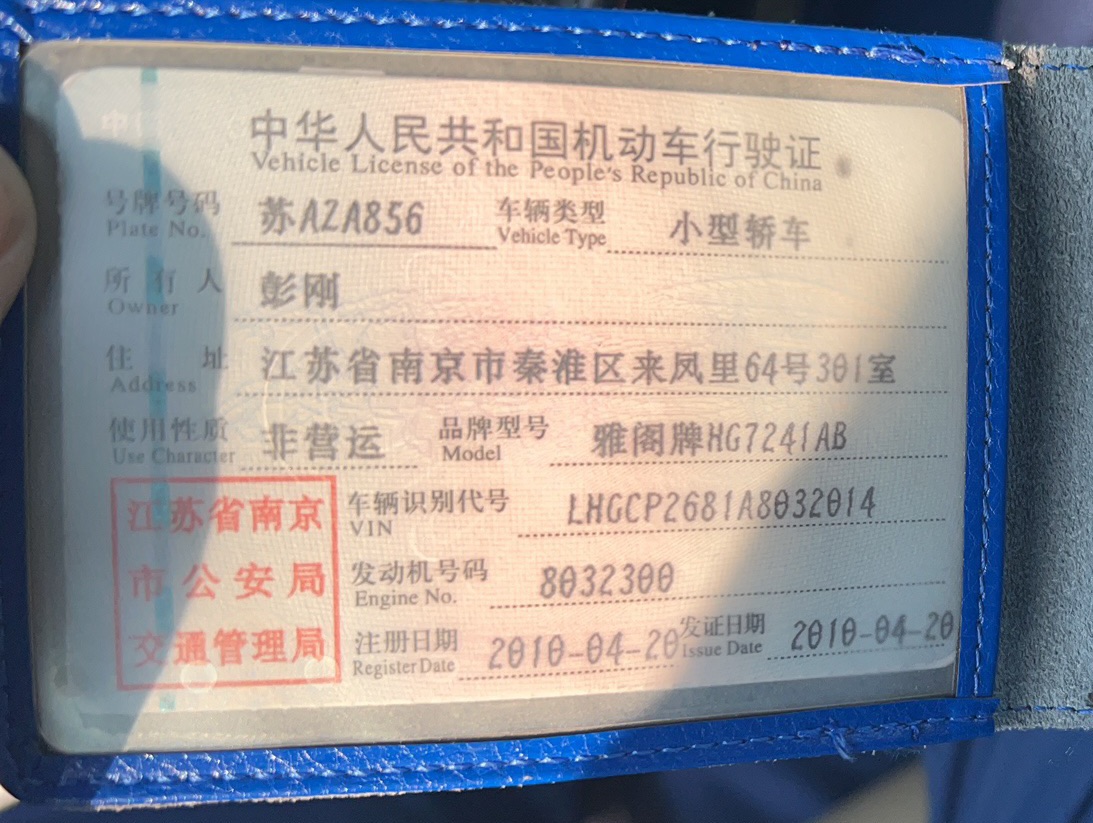 中华人民共和国机动车行驶证
Vehicle License of the People's Republic of China
号牌号码 苏AZA856 车辆类型 小型轿车
Plate No. Vehicle Type
所有人 彭刚
Owner
住址 江苏省南京市秦淮区来凤里64号301室
Address
使用性质 非营运 品牌型号 雅阁牌HG7241AB
Use Character Model
江苏省南京
市公安局
交通管理局
车辆识别代号 LHGCP2681A8032014
VIN
发动机号码 8032300
Engine No.
注册日期 2010-04-20 发证日期 2010-04-20
Register Date Issue Date